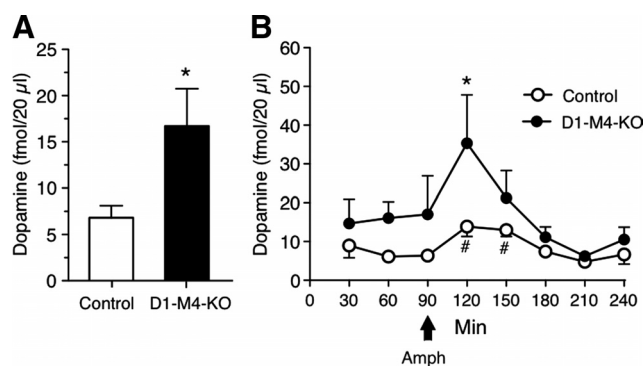 A
B
Dopamine (fmol/20 µl)
25
20
15
10
5
0
*
Control D1-M4-KO
Dopamine (fmol/20 µl)
60
50
40
30
20
10
0
*
# #
Control
D1-M4-KO
0 30 60 90 120 150 180 210 240
Min
Amph